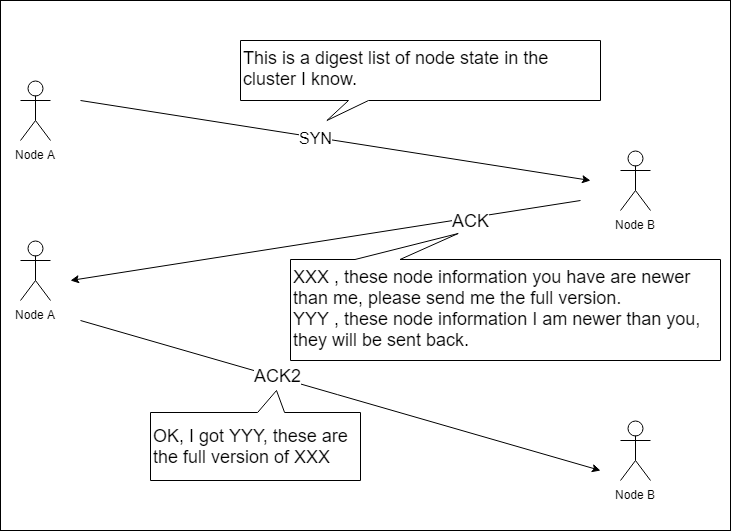 This is a digest list of node state in the
cluster I know.
Node A
SYN
Node B
ACK
XXX , these node information you have are newer
than me, please send me the full version.
YYY , these node information I am newer than you,
they will be sent back.
Node A
ACK2
OK, I got YYY, these are
the full version of XXX
Node B